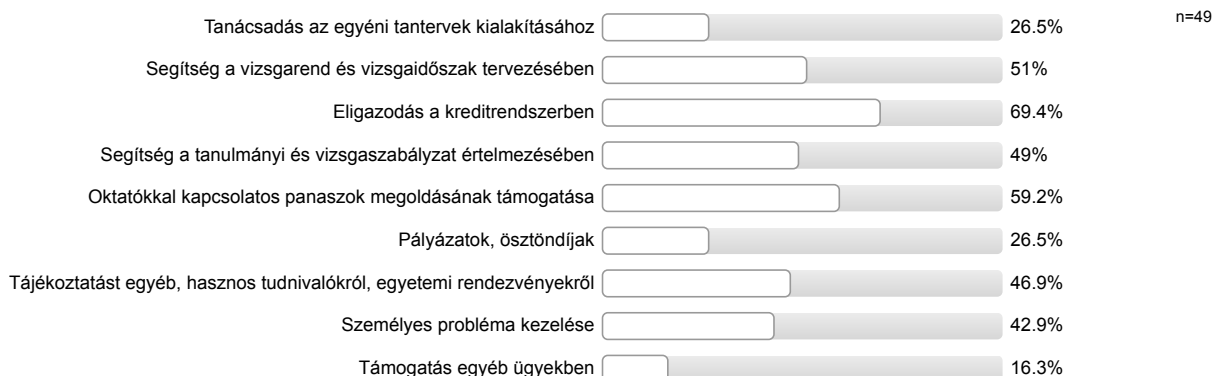 Tanácsadás az egyéni tantervek kialakításához 26.5% n=49
Segítség a vizsgarend és vizsgaidőszak tervezésében 51%
Eligazodás a kreditrendszerben 69.4%
Segítség a tanulmányi és vizsgaszabályzat értelmezésében 49%
Oktatókkal kapcsolatos panaszok megoldásának támogatása 59.2%
Pályázatok, ösztöndíjak 26.5%
Tájékoztatást egyéb, hasznos tudnivalókról, egyetemi rendezvényekről 46.9%
Személyes probléma kezelése 42.9%
Támogatás egyéb ügyekben 16.3%